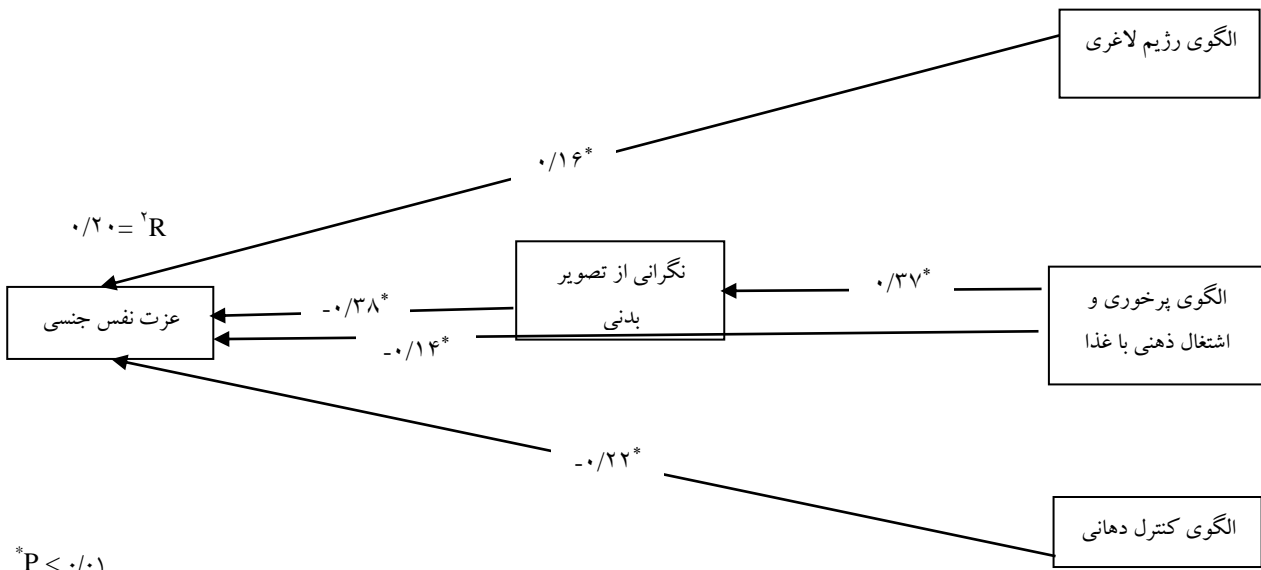 الگوی رژیم لاغری
۰/۱۶*
۰/۲۰= ۲R
نگرانی از تصویر
بدنی
۰/۳۷*
الگوی پرخوری و
اشتغال ذهنی با غذا
عزت نفس جنسی
-۰/۳۸*
-۰/۱۴*
-۰/۲۲*
الگوی کنترل دهانی
*P < ۰/۰۱